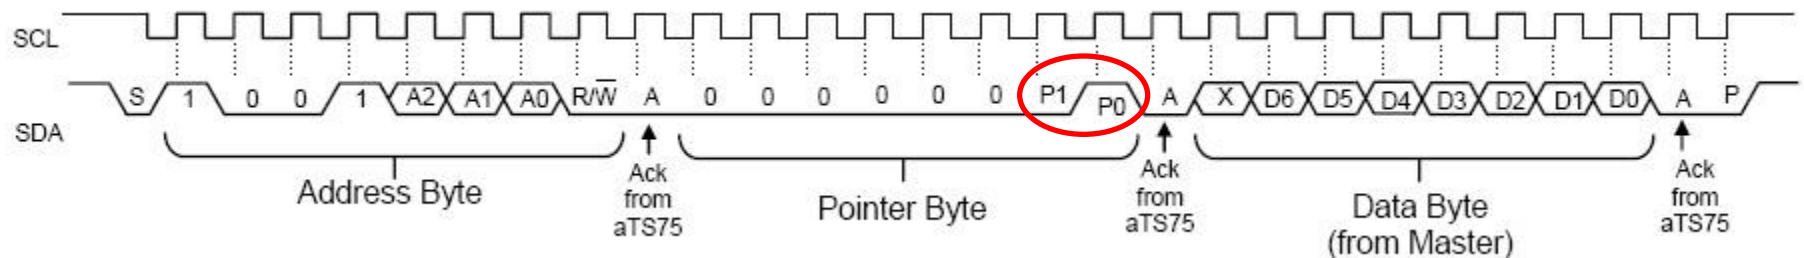 SCL
SDA
S 1 0 0 1 A2 A1 A0 R/W̅ A 0 0 0 0 0 0 P1 P0 A X D6 D5 D4 D3 D2 D1 D0 A P
Address Byte
Ack
from
aTS75
Pointer Byte
Ack
from
aTS75
Data Byte
(from Master)
Ack
from
aTS75